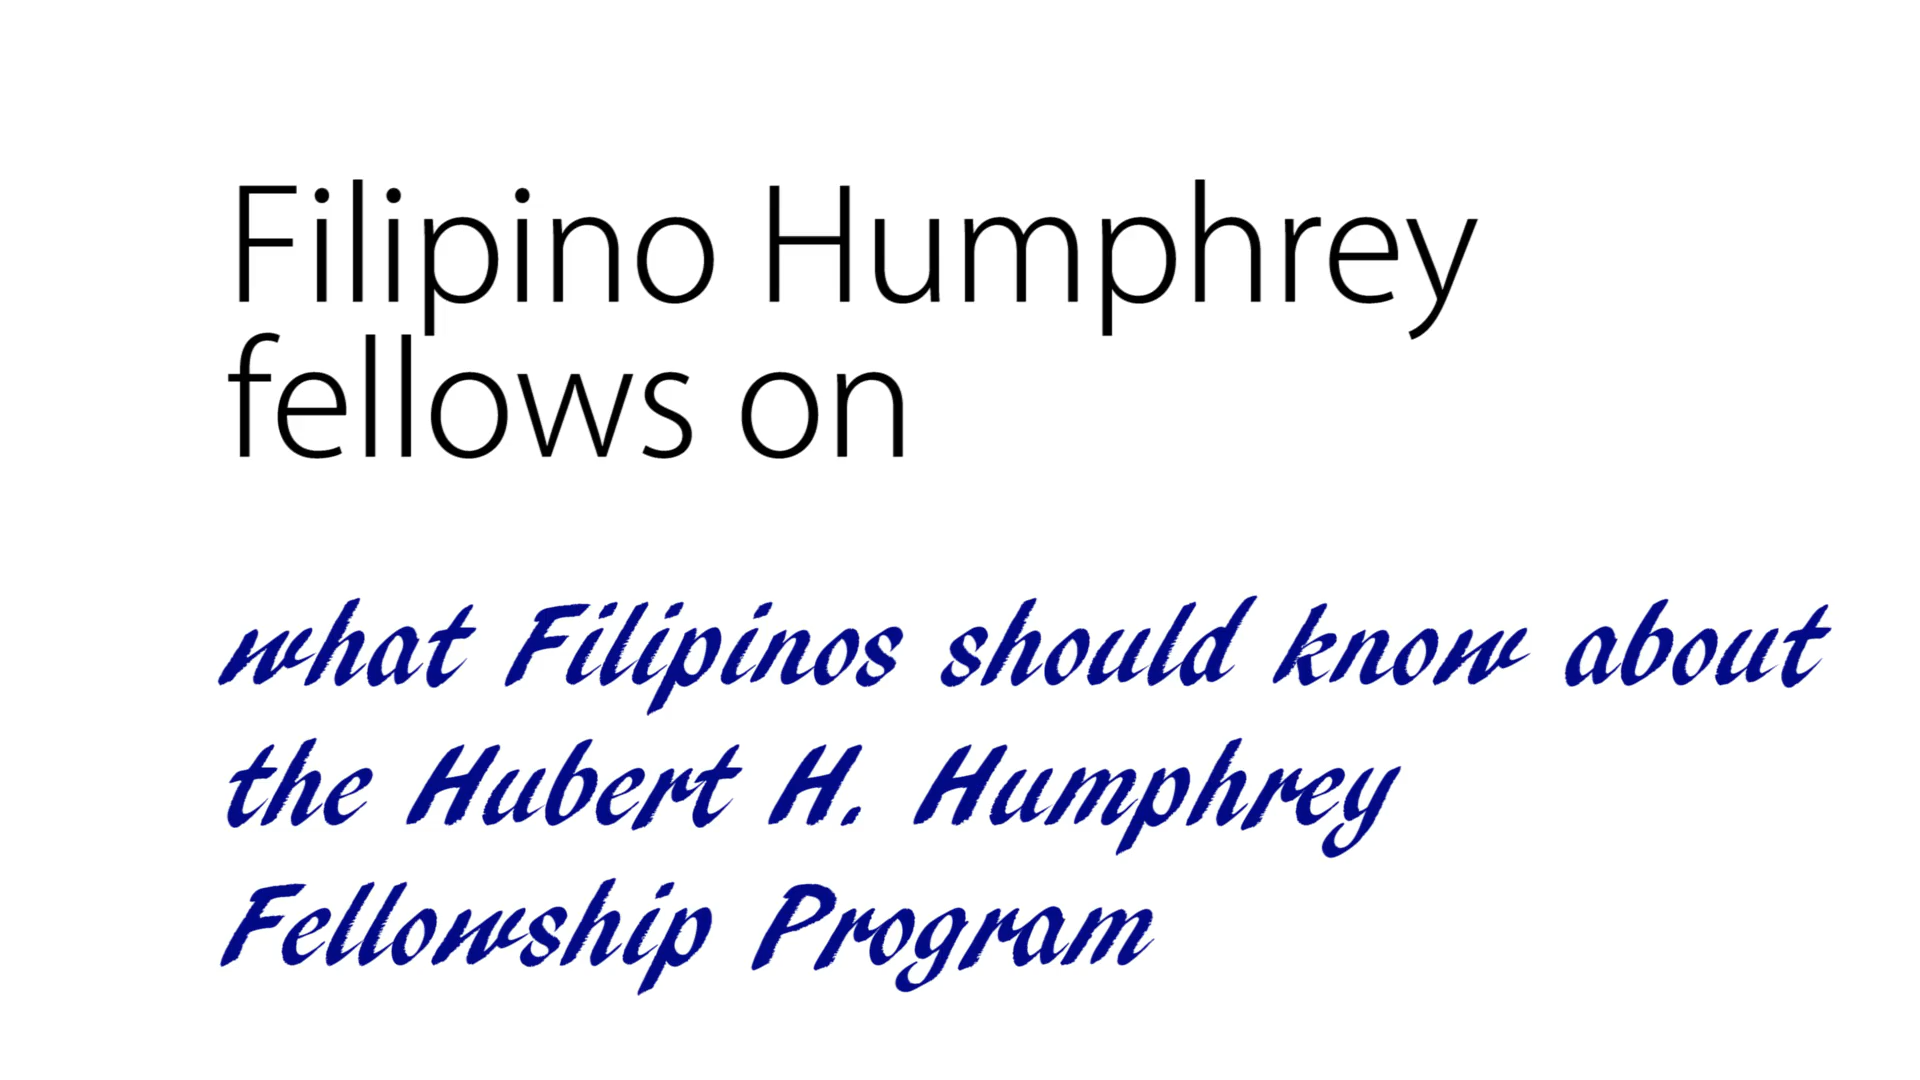 Filipino Humphrey
fellows on
what Filipinos should know about
the Hubert H. Humphrey
Fellowship Program